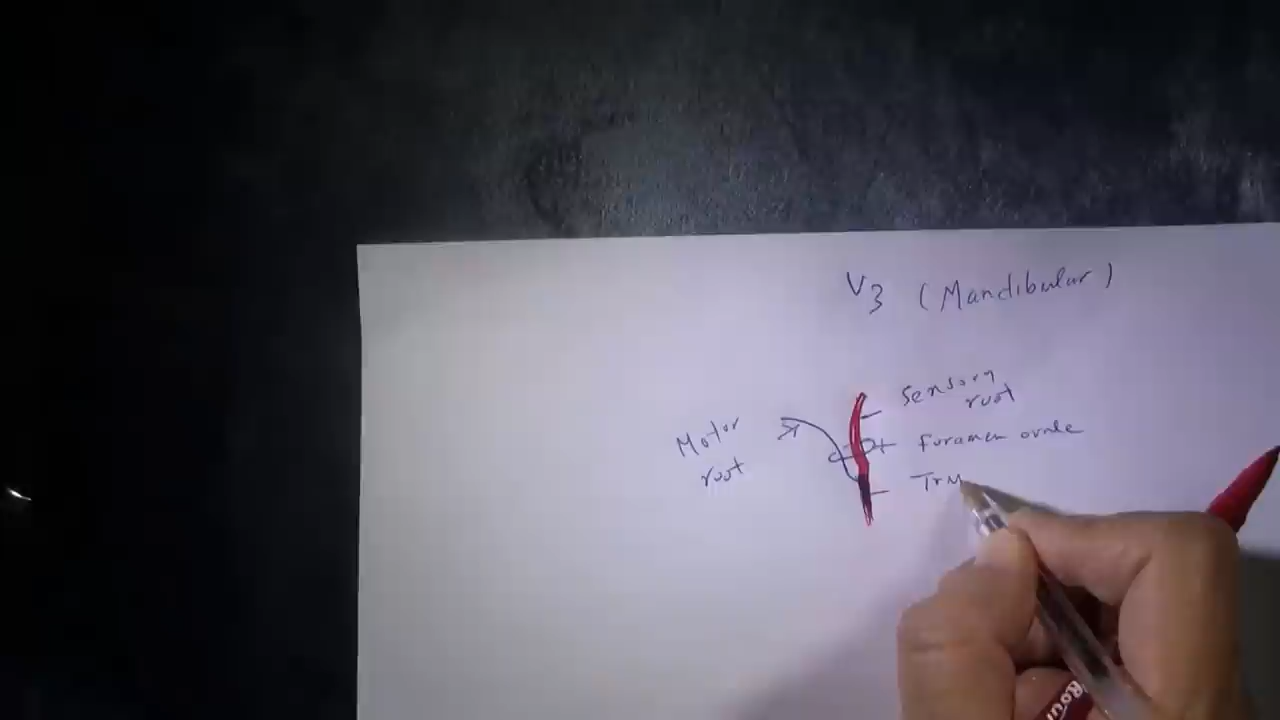 V3 (Mandibular)
Sensory
root
Motor
root
Foramen ovale
Tru